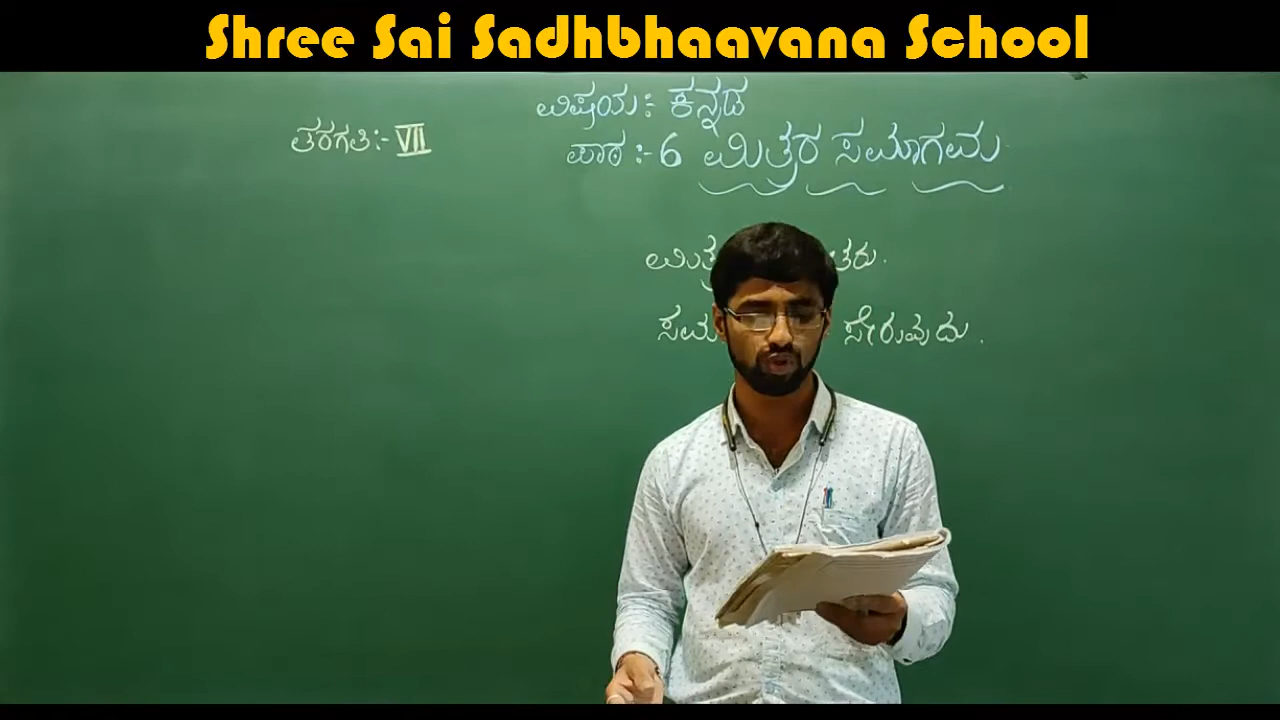 Shree Sai Sadhbhaavana School
ವಿಷಯ :- ಕನ್ನಡ
ತರಗತಿ :- VII
ಪಾಠ :- 6 ಮಿತ್ರರ ಸಮಾಗಮ
ಸೇರುವುದು .